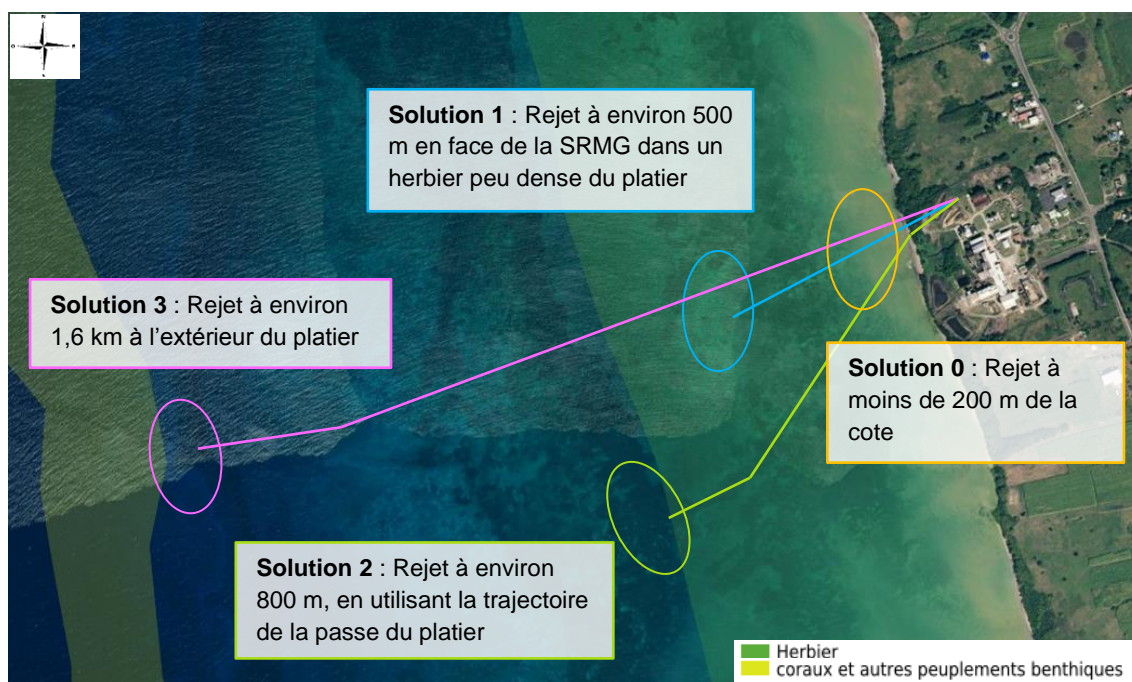 N
O
E
S
Solution 1 : Rejet à environ 500
m en face de la SRMG dans un
herbier peu dense du platier
Solution 3 : Rejet à environ
1,6 km à l'extérieur du platier
Solution 0 : Rejet à
moins de 200 m de la
cote
Solution 2 : Rejet à environ
800 m, en utilisant la trajectoire
de la passe du platier
Herbier
coraux et autres peuplements benthiques